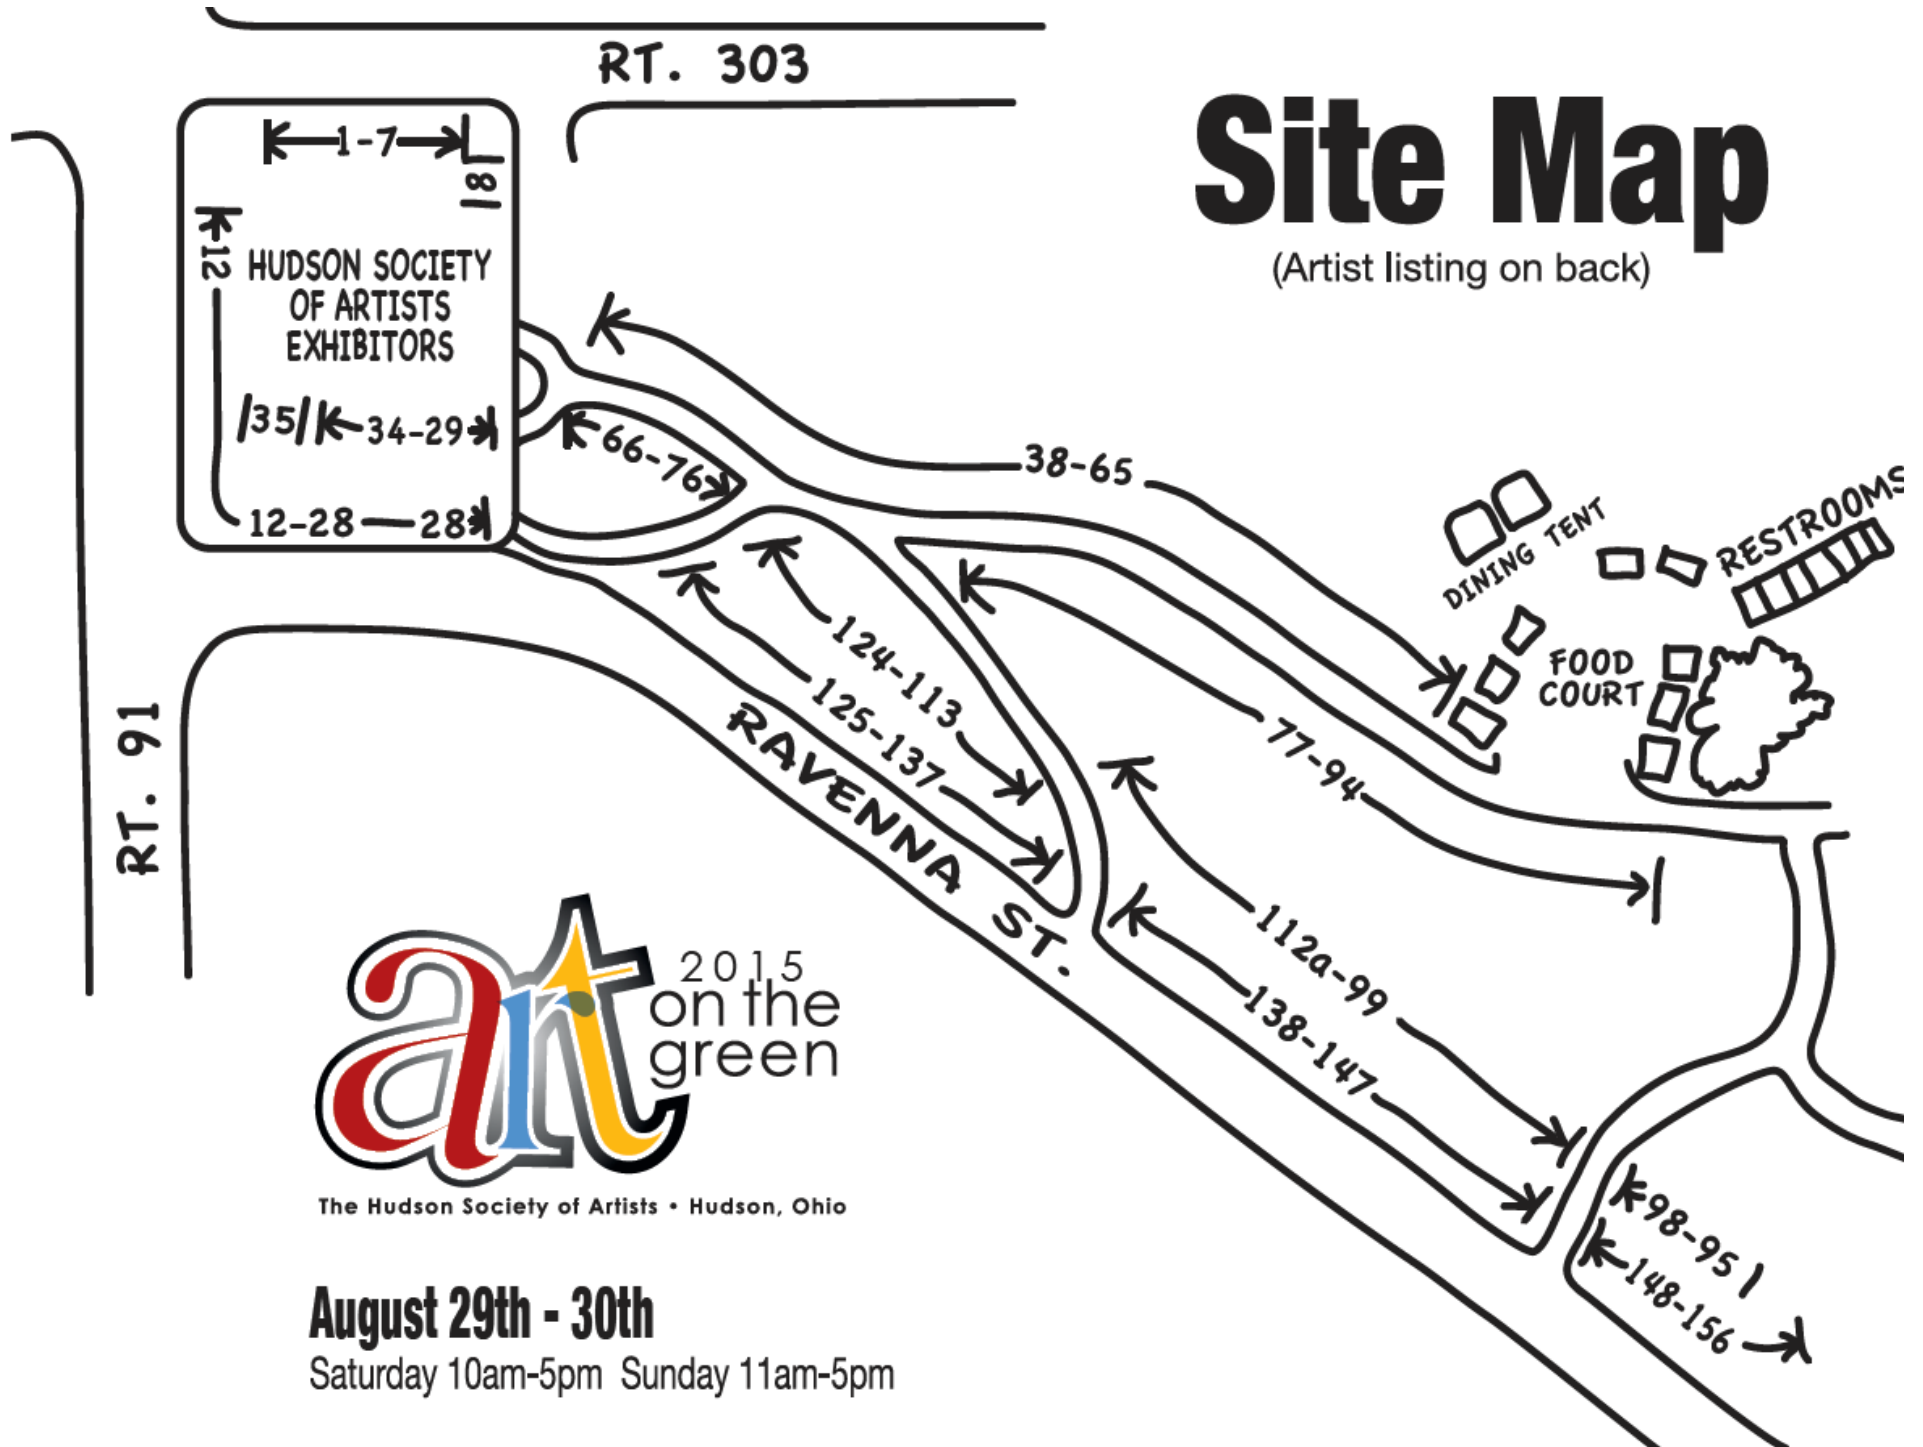 RT. 303
Site Map
(Artist listing on back)
1-7
8
12
HUDSON SOCIETY
OF ARTISTS
EXHIBITORS
35
34-29
12-28
28
66-76
38-65
DINING TENT
RESTROOMS
FOOD
COURT
124-113
125-137
77-94
RAVENNA ST.
RT. 91
112a-99
138-147
98-95
148-156
art
2015
on the
green
The Hudson Society of Artists • Hudson, Ohio
August 29th - 30th
Saturday 10am-5pm Sunday 11am-5pm